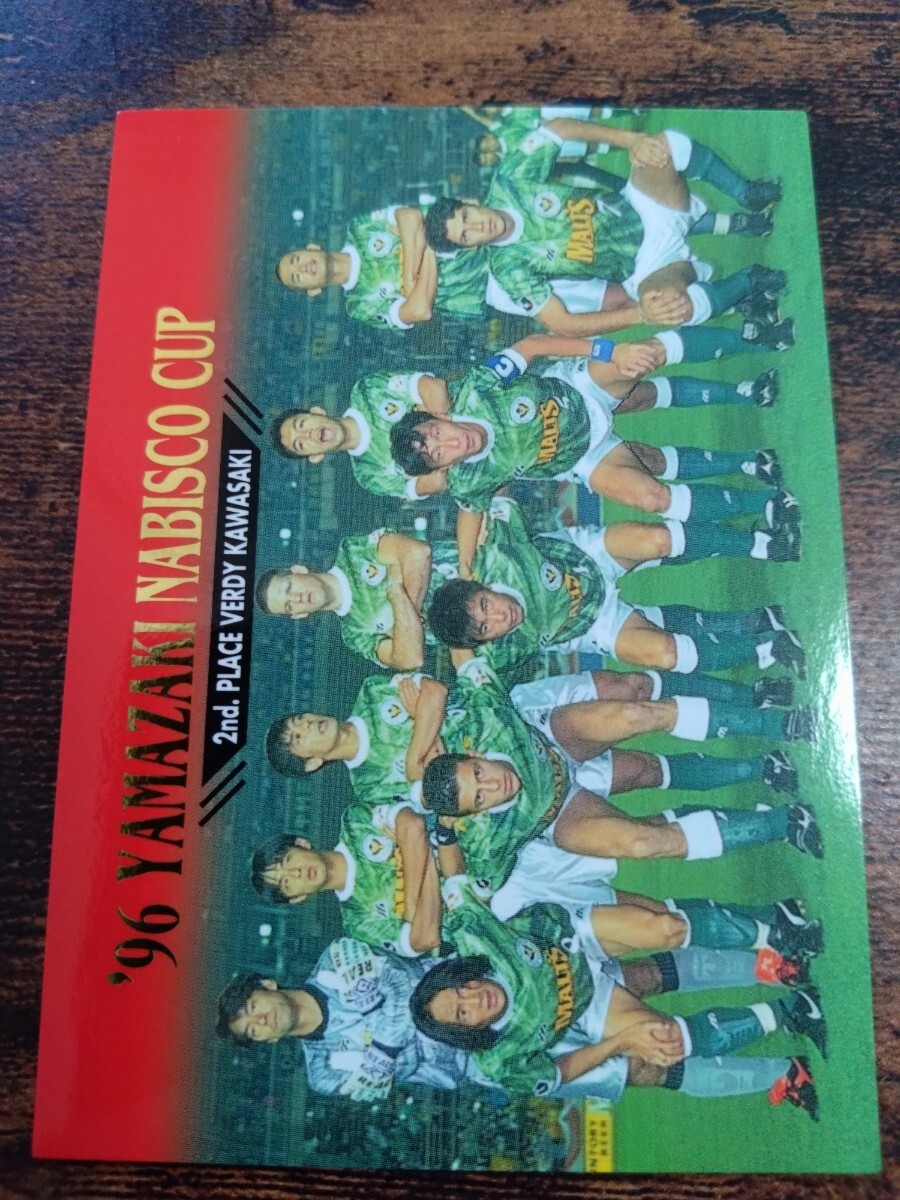 '96 YAMAZAKI NABISCO CUP
2nd. PLACE VERDY KAWASAKI
MALT'S
MALT'S
MALT'S